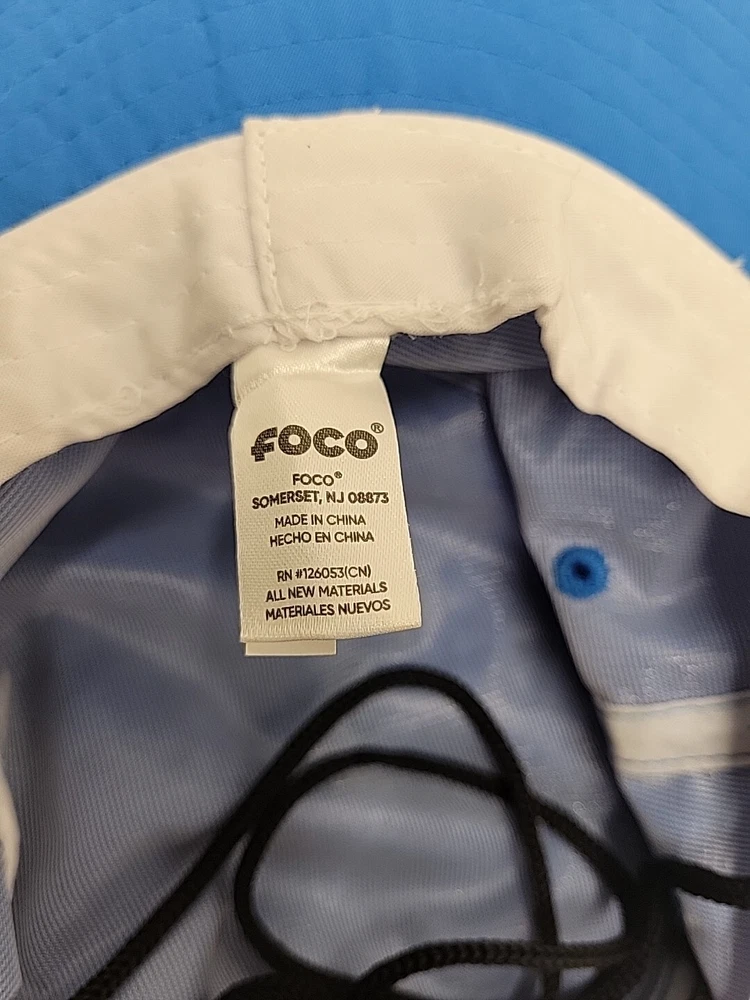 FOCO®
FOCO®
SOMERSET, NJ 08873
MADE IN CHINA
HECHO EN CHINA
RN #126053(CN)
ALL NEW MATERIALS
MATERIALES NUEVOS